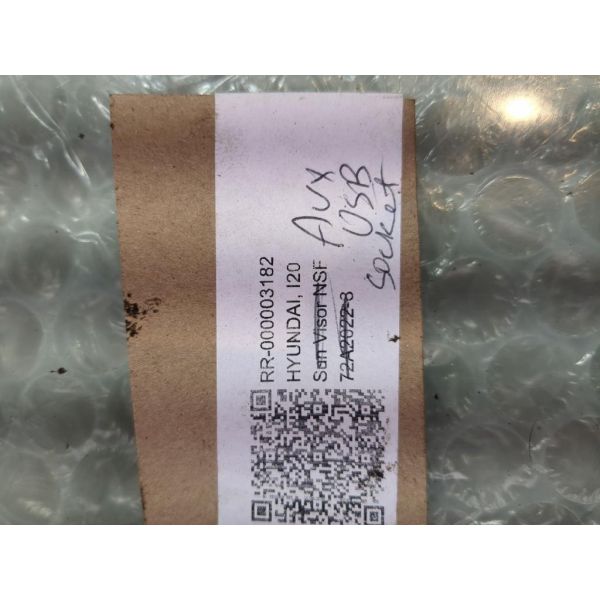 RR-000003182
HYUNDAI, I20
Sun Visor NSF
72A2022-8
Aux
USB
Socket